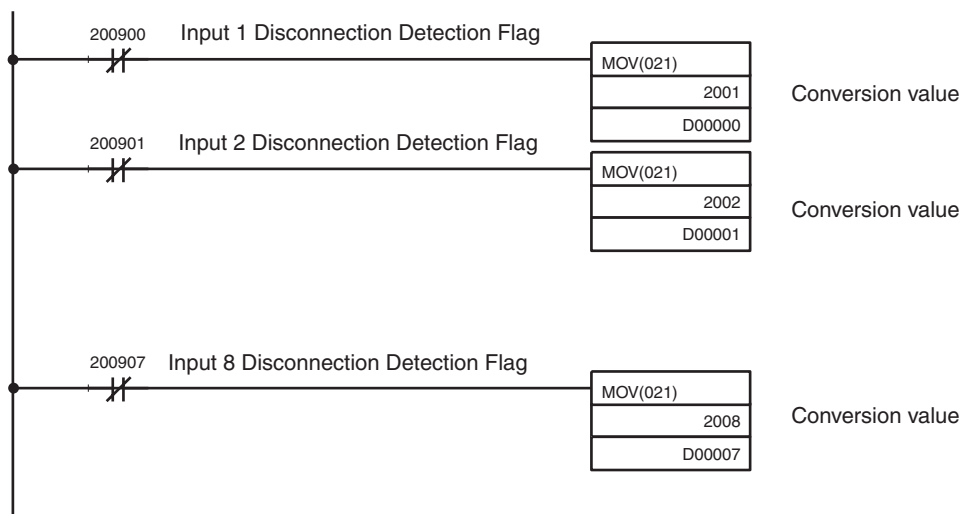 200900 Input 1 Disconnection Detection Flag
MOV(021)
2001 Conversion value
D00000
200901 Input 2 Disconnection Detection Flag
MOV(021)
2002 Conversion value
D00001
200907 Input 8 Disconnection Detection Flag
MOV(021)
2008 Conversion value
D00007